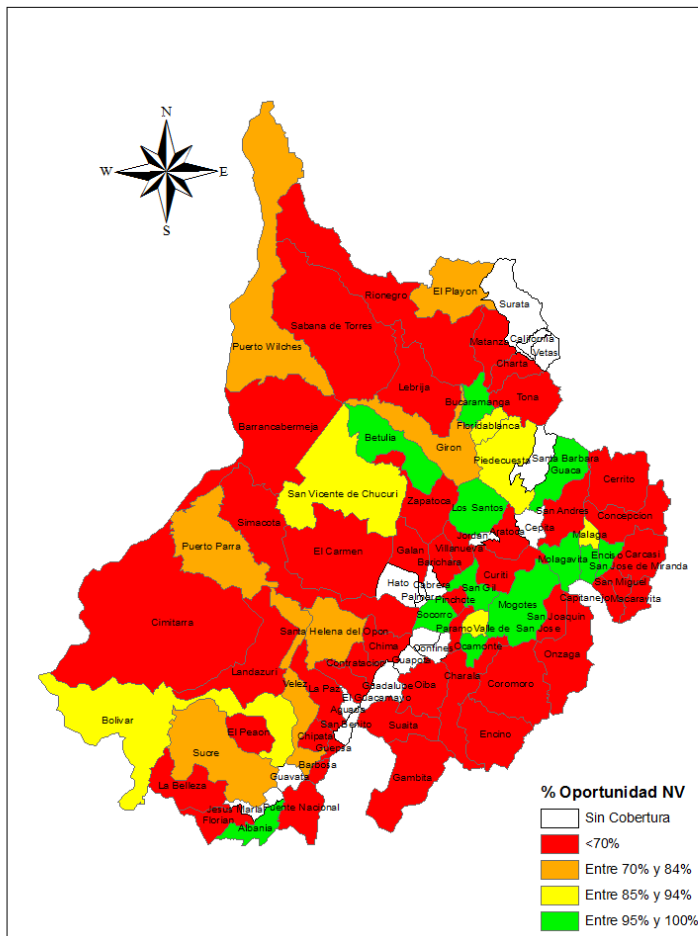 N
W
E
S
El Playon
Surata
Rionegro
Sabana de Torres
California
Matanza
Vetas
Puerto Wilches
Charta
Lebrija
Tona
Bucaramanga
Barrancabermeja
Floridablanca
Betulia
Giron
Piedecuesta
Santa Barbara
Guaca
Cerrito
San Vicente de Chucuri
Zapatoca
Los Santos
San Andres
Concepcion
Simacota
Cepita
Aratoca
Malaga
Jordan
Puerto Parra
El Carmen
Galan
Villanueva
Enciso
Carcasi
Barichara
Molagavita
San Jose de Miranda
Curiti
Hato
Cabrera
San Gil
San Miguel
Palmar
Pinchote
Capitanejo
Macaravita
Mogotes
Cimitarra
Socorro
San Joaquin
Santa Helena del Opon
Paramo
Valle de San Jose
Chima
Confines
Ocamonte
Onzaga
Contratacion
Guapota
Landazuri
Velez
Charala
La Paz
Guadalupe
Oiba
Coromoro
El Guacamayo
Aguada
Bolivar
San Benito
Suaita
El Peñon
Chipata
Encino
Guepsa
Sucre
Barbosa
Guavata
Gambita
La Belleza
Jesus Maria
Puente Nacional
Florian
Albania
% Oportunidad NV
Sin Cobertura
<70%
Entre 70% y 84%
Entre 85% y 94%
Entre 95% y 100%